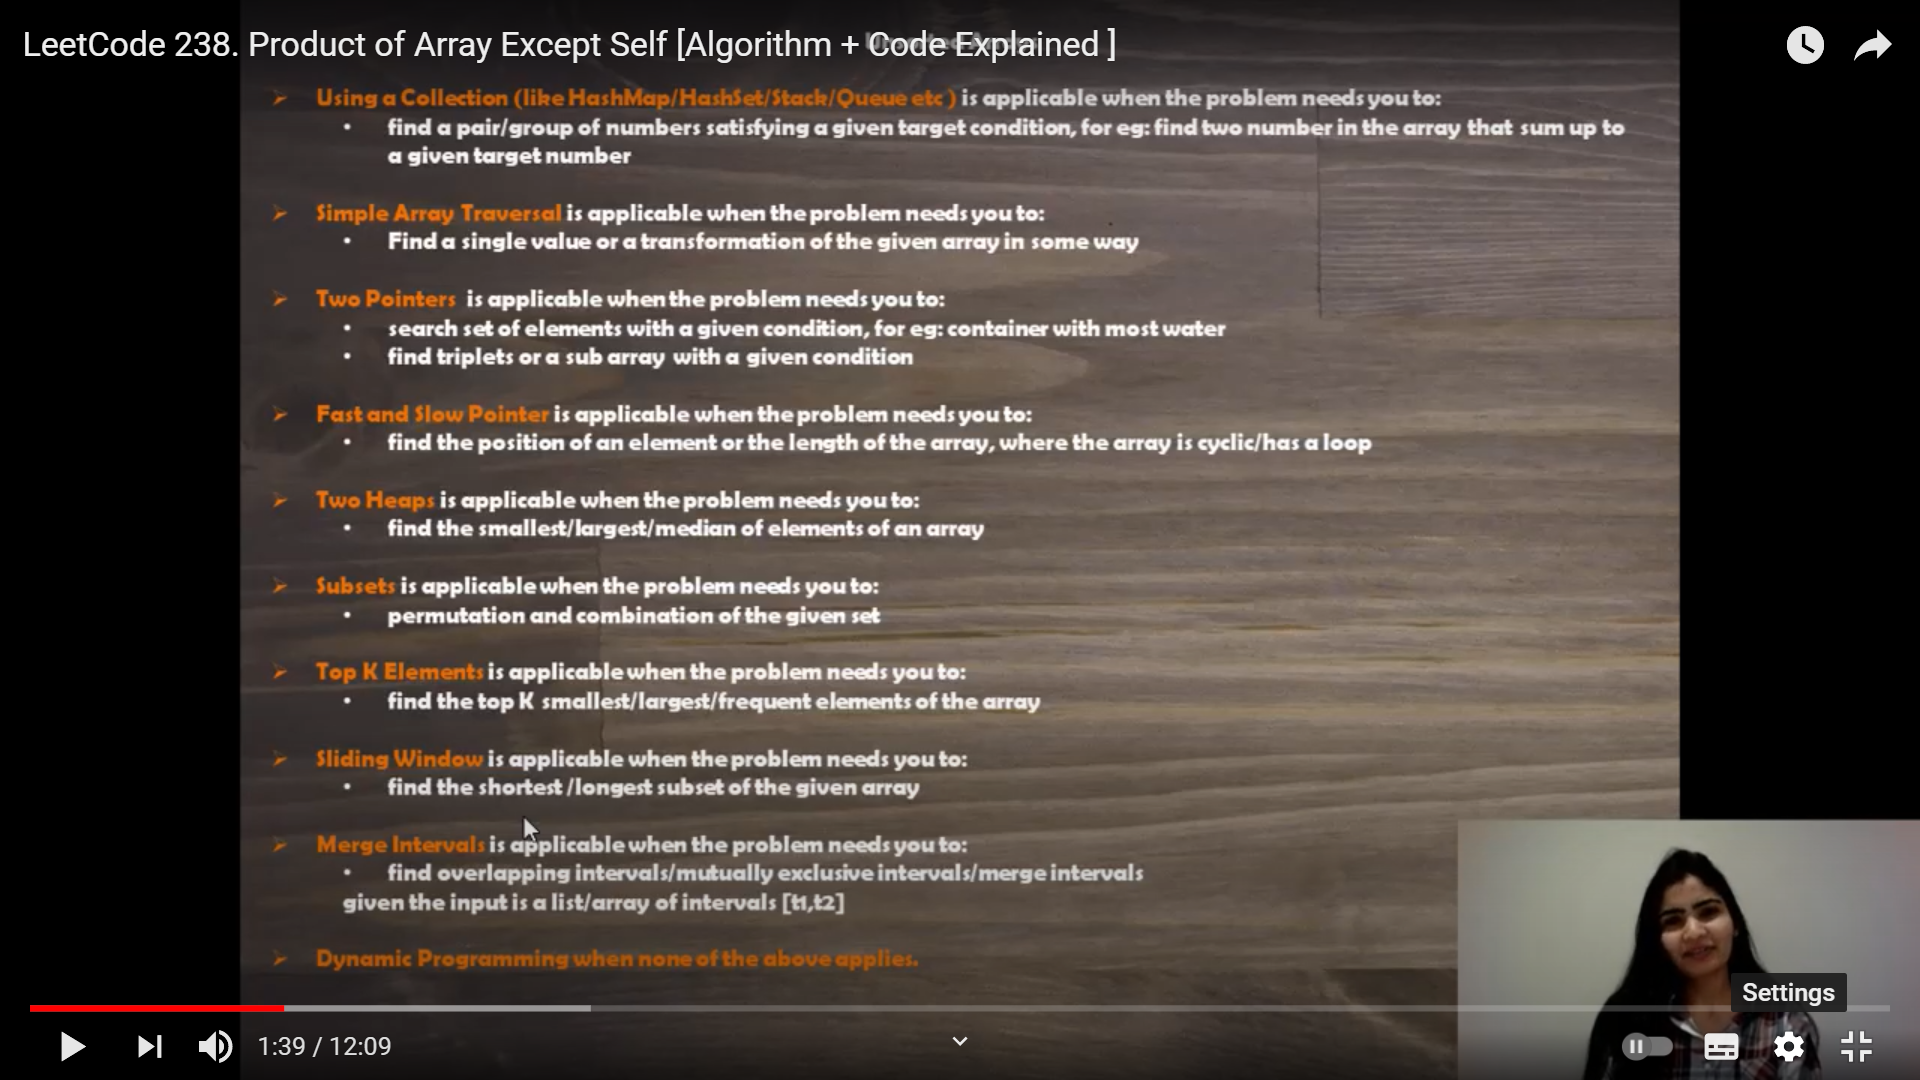 LeetCode 238. Product of Array Except Self [Algorithm + Code Explained ]
➢ Using a Collection (like HashMap/HashSet/Stack/Queue etc ) is applicable when the problem needs you to:
• find a pair/group of numbers satisfying a given target condition, for eg: find two number in the array that sum up to
a given target number
➢ Simple Array Traversal is applicable when the problem needs you to:
• Find a single value or a transformation of the given array in some way
➢ Two Pointers is applicable when the problem needs you to:
• search set of elements with a given condition, for eg: container with most water
• find triplets or a sub array with a given condition
➢ Fast and Slow Pointer is applicable when the problem needs you to:
• find the position of an element or the length of the array, where the array is cyclic/has a loop
➢ Two Heaps is applicable when the problem needs you to:
• find the smallest/largest/median of elements of an array
➢ Subsets is applicable when the problem needs you to:
• permutation and combination of the given set
➢ Top K Elements is applicable when the problem needs you to:
• find the top K smallest/largest/frequent elements of the array
➢ Sliding Window is applicable when the problem needs you to:
• find the shortest /longest subset of the given array
➢ Merge Intervals is applicable when the problem needs you to:
• find overlapping intervals/mutually exclusive intervals/merge intervals
given the input is a list/array of intervals [t1,t2]
➢ Dynamic Programming when none of the above applies.
Settings
1:39 / 12:09